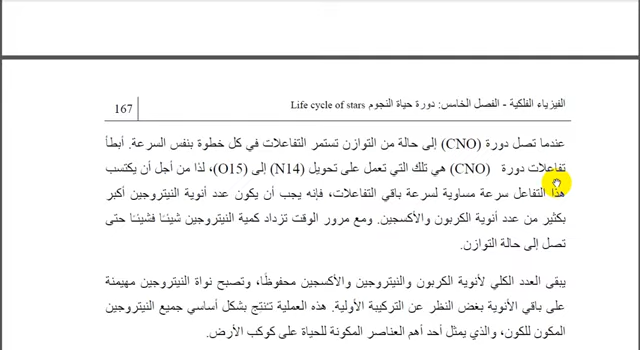 الفيزياء الفلكية - الفصل الخامس: دورة حياة النجوم Life cycle of stars
167
عندما تصل دورة (CNO) إلى حالة من التوازن تستمر التفاعلات في كل خطوة بنفس السرعة. أبطأ
تفاعلات دورة (CNO) هي تلك التي تعمل على تحويل (N14) إلى (O15)، لذا من أجل أن يكتسب
هذا التفاعل سرعة مساوية لسرعة باقي التفاعلات، فإنه يجب أن يكون عدد أنوية النيتروجين أكبر
بكثير من عدد أنوية الكربون والأكسجين. ومع مرور الوقت تزداد كمية النيتروجين شيئًا فشيئًا حتى
تصل إلى حالة التوازن.
يبقى العدد الكلي لأنوية الكربون والنيتروجين والأكسجين محفوظًا، وتصبح نواة النيتروجين مهيمنة
على باقي الأنوية بغض النظر عن التركيبة الأولية. هذه العملية تنتج بشكل أساسي جميع النيتروجين
المكون للكون، والذي يمثل أحد أهم العناصر المكونة للحياة على كوكب الأرض.